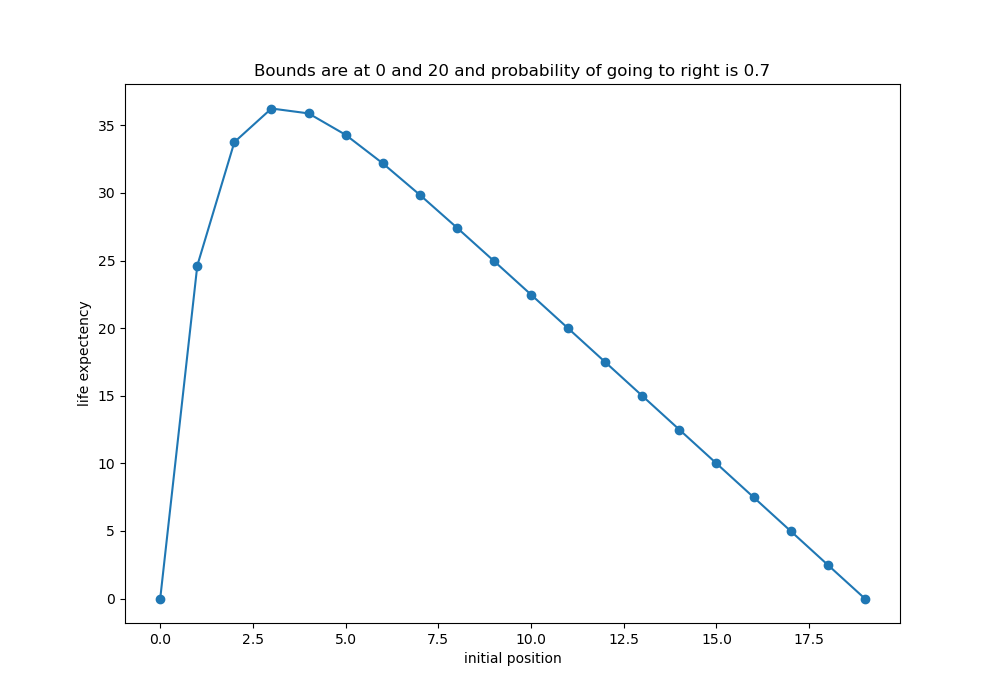 Bounds are at 0 and 20 and probability of going to right is 0.7
35
30
25
20
15
10
5
0
life expectency
0.0 2.5 5.0 7.5 10.0 12.5 15.0 17.5
initial position